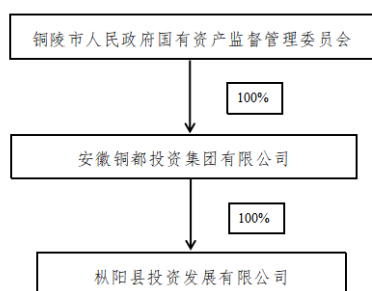 铜陵市人民政府国有资产监督管理委员会
100%
安徽铜都投资集团有限公司
100%
枞阳县投资发展有限公司